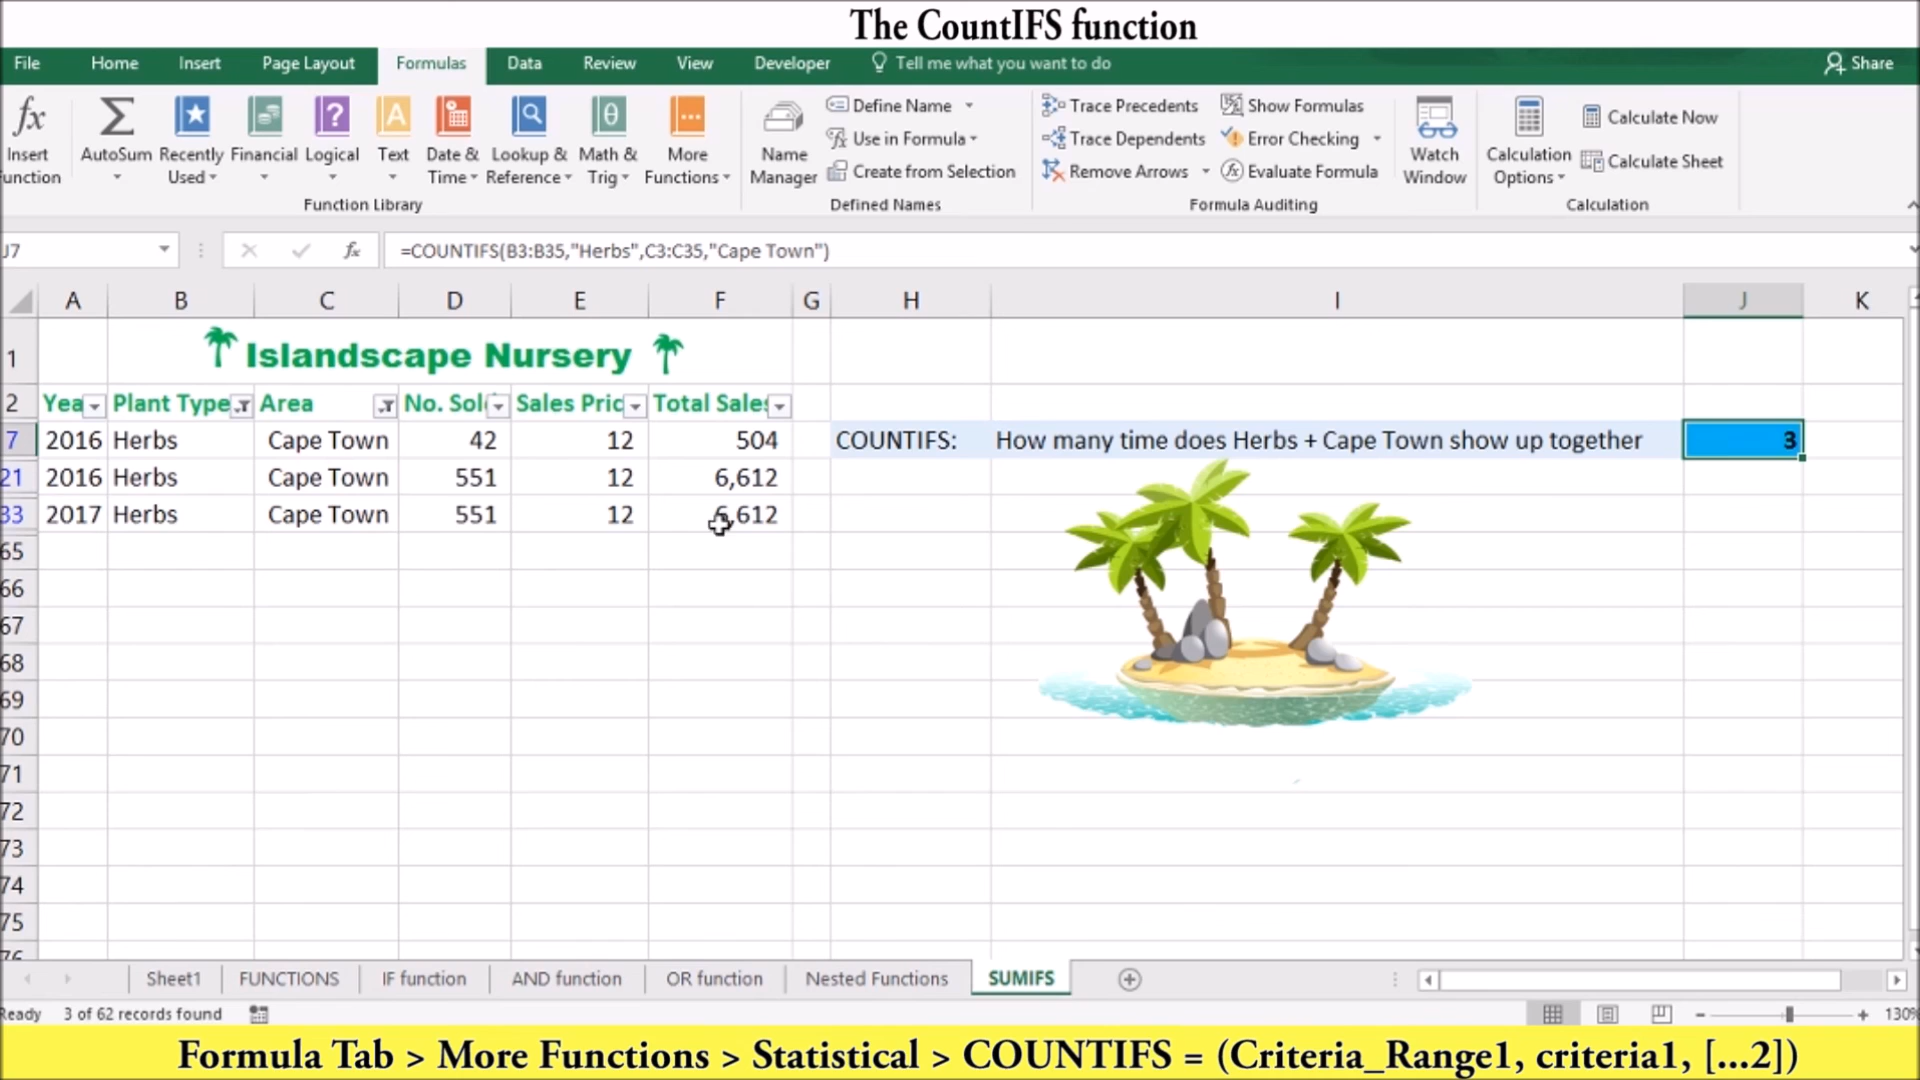 The CountIFS function
File Home Insert Page Layout Formulas Data Review View Developer Tell me what you want to do Share
fx Σ ? A θ
Define Name Trace Precedents Show Formulas
Use in Formula Trace Dependents Error Checking
Create from Selection Remove Arrows Evaluate Formula
Insert AutoSum Recently Financial Logical Text Date & Lookup & Math & More Name Watch Calculation Calculate Now
unction Used Time Reference Trig Functions Manager Window Options Calculate Sheet
Function Library Defined Names Formula Auditing Calculation
J7 fx =COUNTIFS(B3:B35,"Herbs",C3:C35,"Cape Town")
A B C D E F G H I J K
1 Islandscape Nursery
2 Yea Plant Type Area No. Sol Sales Pric Total Sales
7 2016 Herbs Cape Town 42 12 504 COUNTIFS: How many time does Herbs + Cape Town show up together 3
21 2016 Herbs Cape Town 551 12 6,612
33 2017 Herbs Cape Town 551 12 6,612
65
66
67
68
69
70
71
72
73
74
75
76
Sheet1 FUNCTIONS IF function AND function OR function Nested Functions SUMIFS
Ready 3 of 62 records found 130%
Formula Tab > More Functions > Statistical > COUNTIFS = (Criteria_Range1, criteria1, [...2])